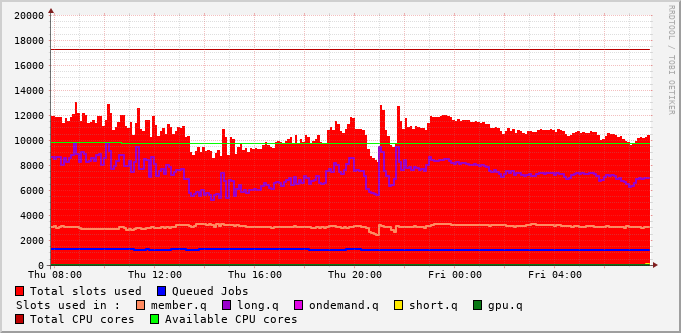 20000
18000
16000
14000
12000
10000
8000
6000
4000
2000
0
Thu 08:00 Thu 12:00 Thu 16:00 Thu 20:00 Fri 00:00 Fri 04:00
RRDTOOL / TOBI OETIKER
Total slots used Queued Jobs
Slots used in : member.q long.q ondemand.q short.q gpu.q
Total CPU cores Available CPU cores